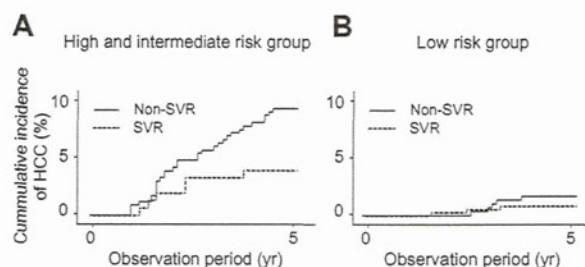 A
High and intermediate risk group
Cummulative incidence
of HCC (%)
10
5
0
Non-SVR
SVR
0
5
Observation period (yr)
B
Low risk group
10
5
0
Non-SVR
SVR
0
5
Observation period (yr)